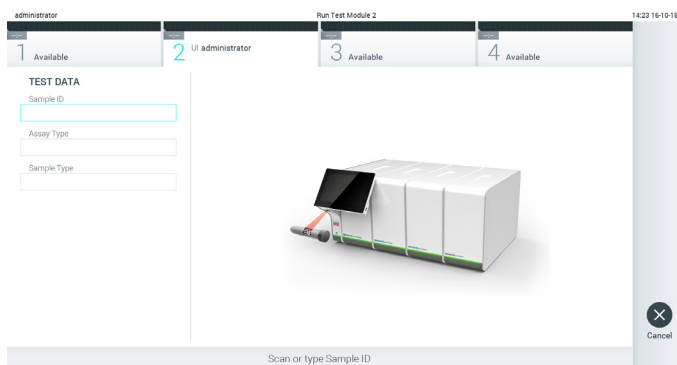 administrator Run Test Module 2 14:23 16-10-18
--:-- --:-- --:-- --:--
1 Available 2 UI administrator 3 Available 4 Available
TEST DATA
Sample ID
Assay Type
Sample Type
Cancel
Scan or type Sample ID